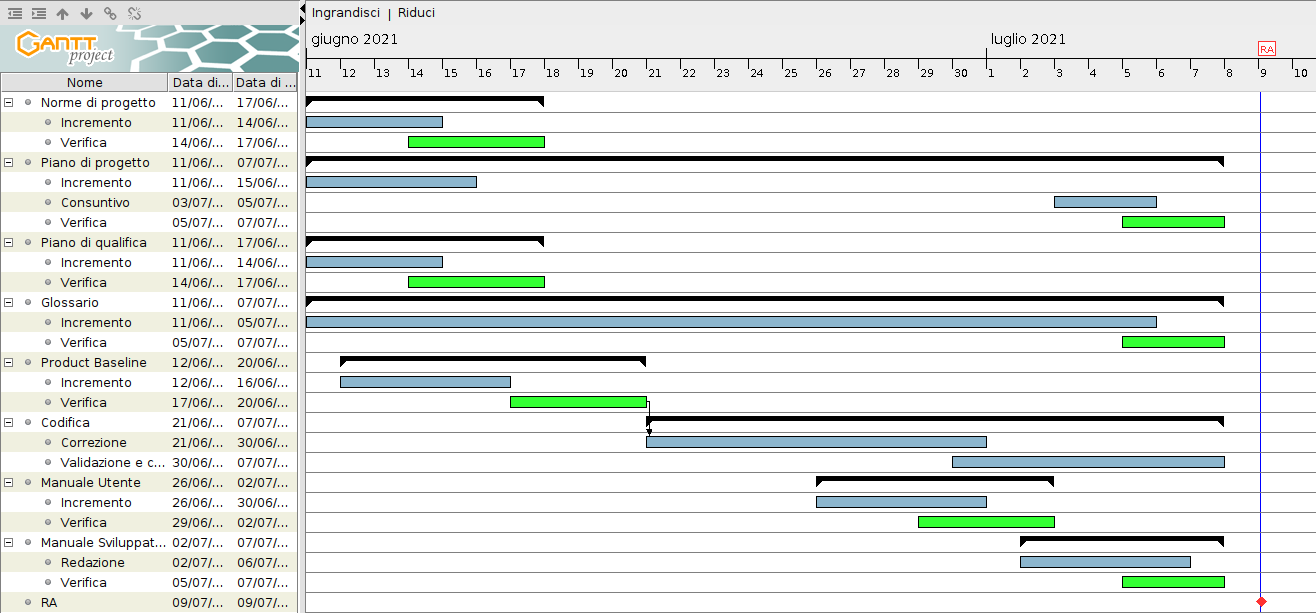 Ingrandisci | Riduci
GANTT project
giugno 2021
luglio 2021
RA
11 12 13 14 15 16 17 18 19 20 21 22 23 24 25 26 27 28 29 30 1 2 3 4 5 6 7 8 9 10
Nome Data di... Data di ...
Norme di progetto 11/06/... 17/06/...
Incremento 11/06/... 14/06/...
Verifica 14/06/... 17/06/...
Piano di progetto 11/06/... 07/07/...
Incremento 11/06/... 15/06/...
Consuntivo 03/07/... 05/07/...
Verifica 05/07/... 07/07/...
Piano di qualifica 11/06/... 17/06/...
Incremento 11/06/... 14/06/...
Verifica 14/06/... 17/06/...
Glossario 11/06/... 07/07/...
Incremento 11/06/... 05/07/...
Verifica 05/07/... 07/07/...
Product Baseline 12/06/... 20/06/...
Incremento 12/06/... 16/06/...
Verifica 17/06/... 20/06/...
Codifica 21/06/... 07/07/...
Correzione 21/06/... 30/06/...
Validazione e c... 30/06/... 07/07/...
Manuale Utente 26/06/... 02/07/...
Incremento 26/06/... 30/06/...
Verifica 29/06/... 02/07/...
Manuale Sviluppat... 02/07/... 07/07/...
Redazione 02/07/... 06/07/...
Verifica 05/07/... 07/07/...
RA 09/07/... 09/07/...